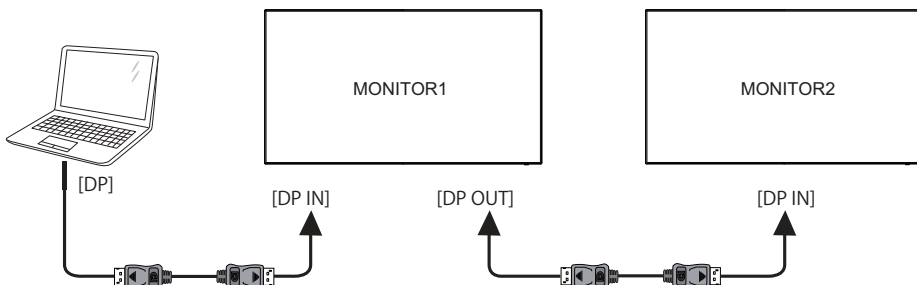 MONITOR1
MONITOR2
[DP]
[DP IN]
[DP OUT]
[DP IN]